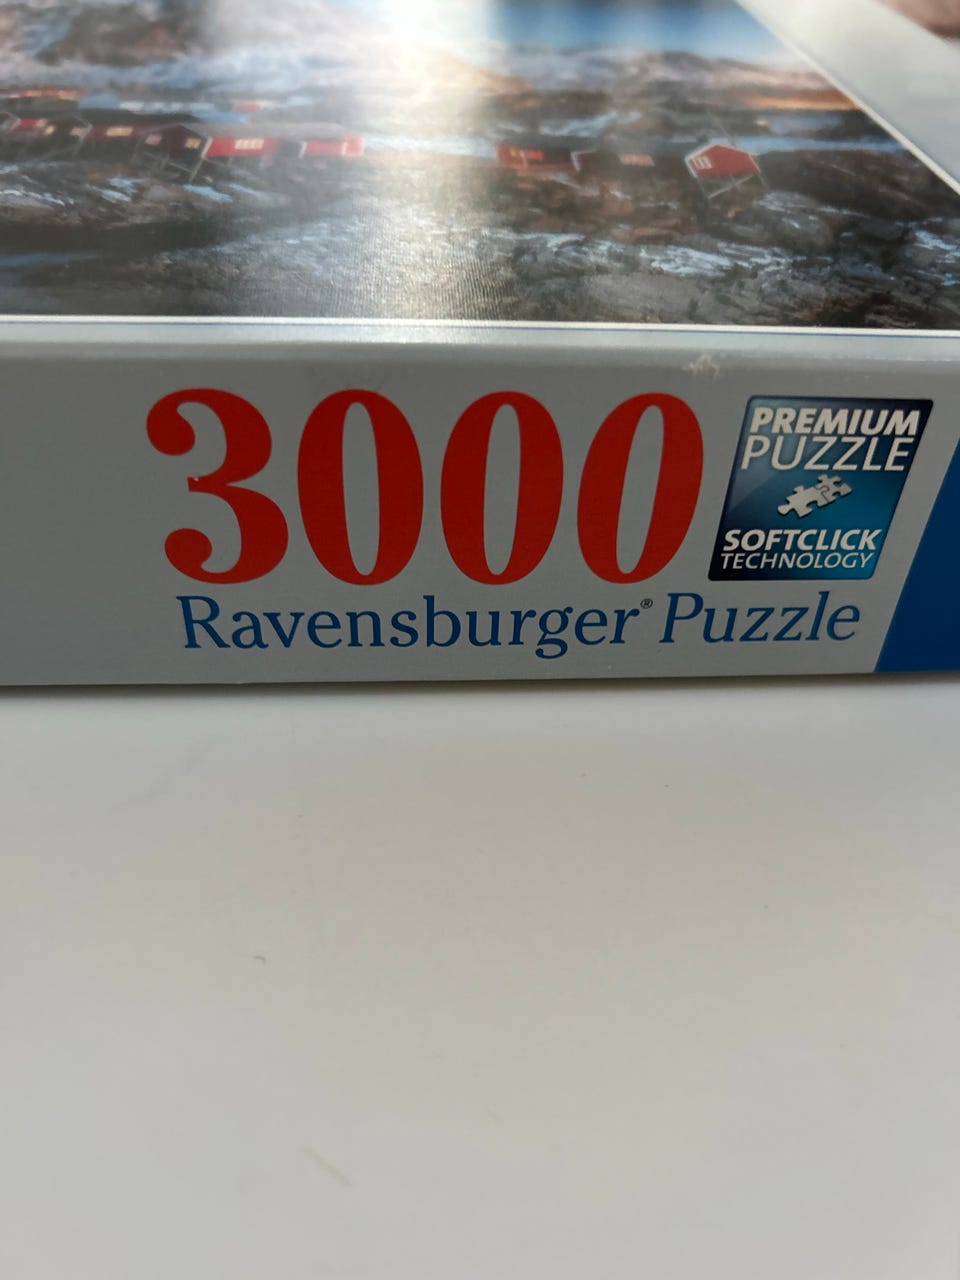 3000
PREMIUM
PUZZLE
SOFTCLICK
TECHNOLOGY
Ravensburger® Puzzle